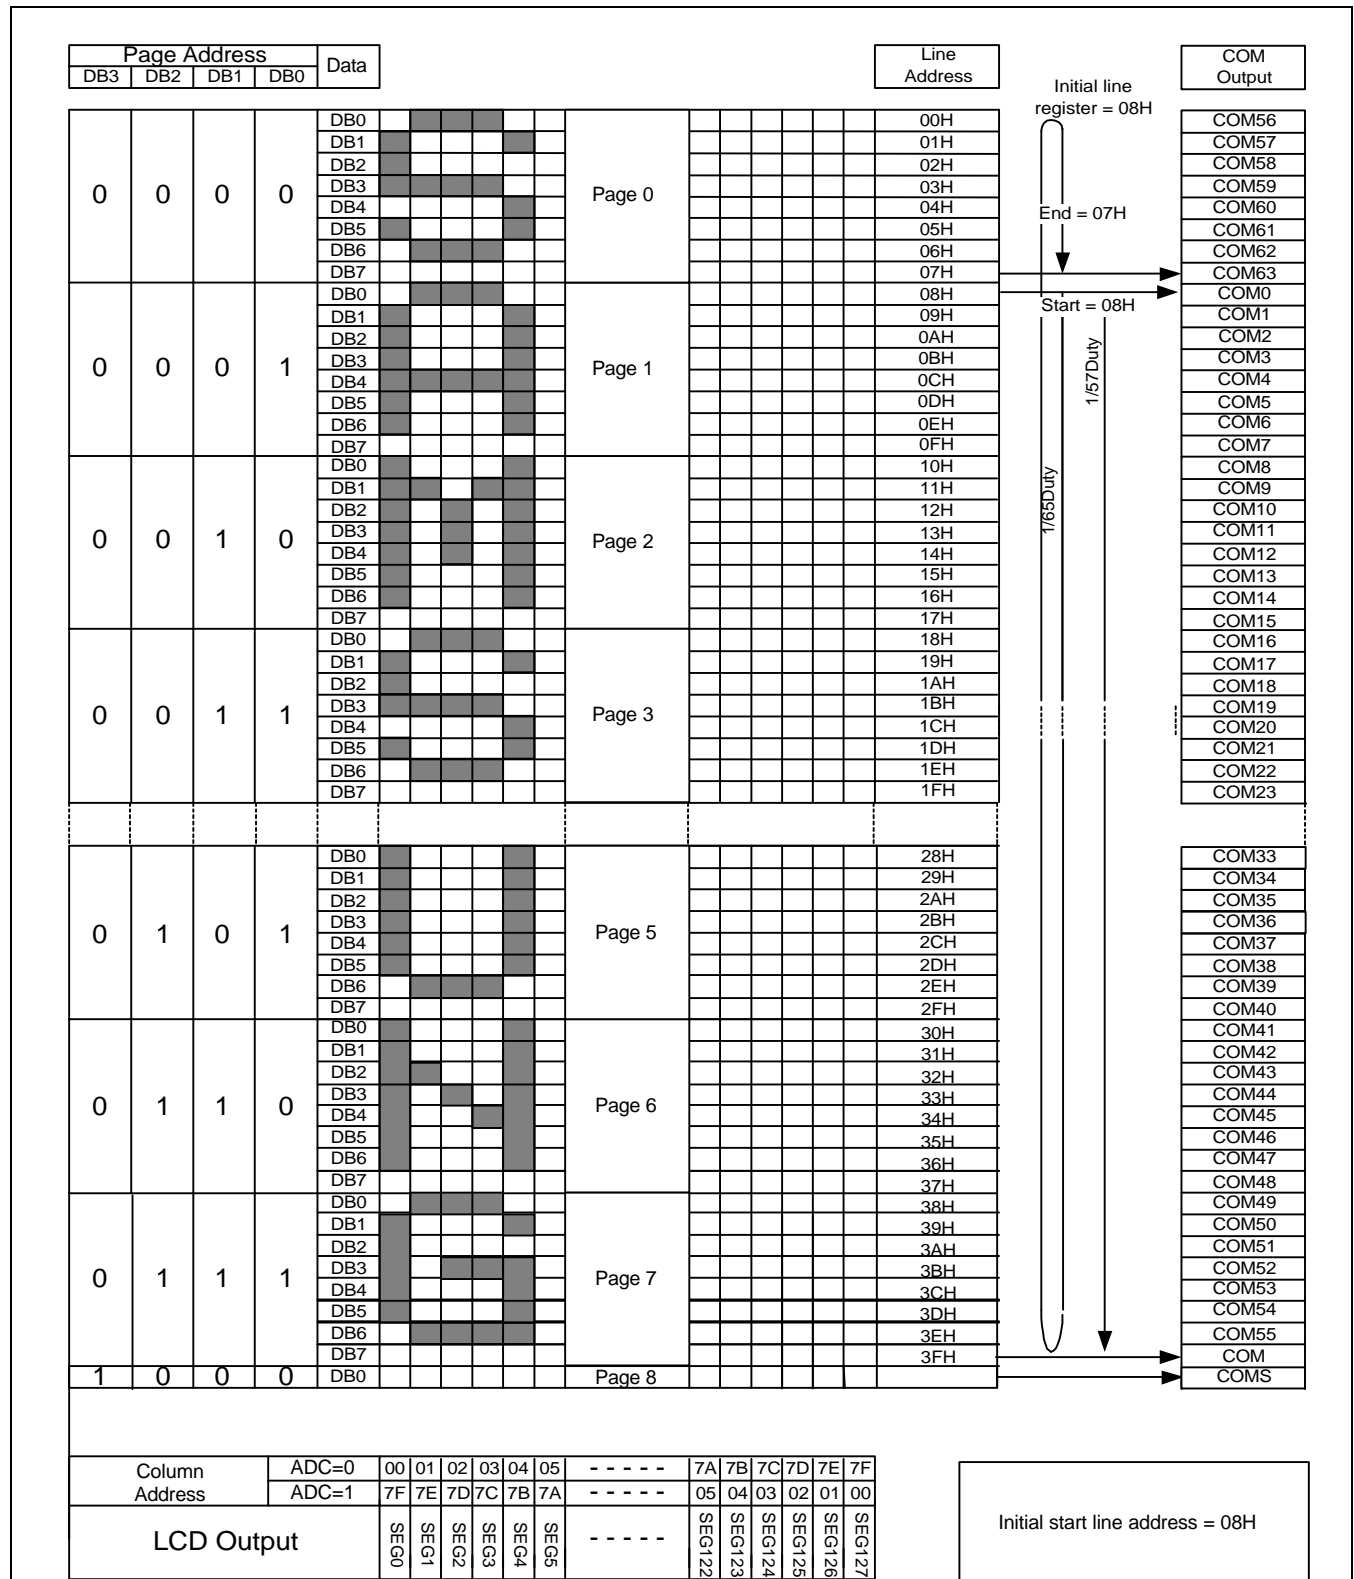 Page Address Data Line Address COM Output
DB3 DB2 DB1 DB0
Initial line register = 08H
DB0 00H COM56
DB1 01H COM57
DB2 02H COM58
DB3 03H COM59
0 0 0 0 Page 0
DB4 04H COM60
End = 07H
DB5 05H COM61
DB6 06H COM62
DB7 07H COM63
DB0 08H COM0
Start = 08H
DB1 09H COM1
DB2 0AH COM2
DB3 0BH COM3
0 0 0 1 Page 1
1/57Duty
DB4 0CH COM4
DB5 0DH COM5
DB6 0EH COM6
DB7 0FH COM7
DB0 10H COM8
DB1 11H COM9
1/65Duty
DB2 12H COM10
DB3 13H COM11
0 0 1 0 Page 2
DB4 14H COM12
DB5 15H COM13
DB6 16H COM14
DB7 17H COM15
DB0 18H COM16
DB1 19H COM17
DB2 1AH COM18
DB3 1BH COM19
0 0 1 1 Page 3
DB4 1CH COM20
DB5 1DH COM21
DB6 1EH COM22
DB7 1FH COM23
DB0 28H COM33
DB1 29H COM34
DB2 2AH COM35
DB3 2BH COM36
0 1 0 1 Page 5
DB4 2CH COM37
DB5 2DH COM38
DB6 2EH COM39
DB7 2FH COM40
DB0 30H COM41
DB1 31H COM42
DB2 32H COM43
DB3 33H COM44
0 1 1 0 Page 6
DB4 34H COM45
DB5 35H COM46
DB6 36H COM47
DB7 37H COM48
DB0 38H COM49
DB1 39H COM50
DB2 3AH COM51
DB3 3BH COM52
0 1 1 1 Page 7
DB4 3CH COM53
DB5 3DH COM54
DB6 3EH COM55
DB7 3FH COM
1 0 0 0 DB0 Page 8 COMS
Column Address
ADC=0 00 01 02 03 04 05 - - - - - 7A 7B 7C 7D 7E 7F
ADC=1 7F 7E 7D 7C 7B 7A - - - - - 05 04 03 02 01 00
LCD Output SEG0 SEG1 SEG2 SEG3 SEG4 SEG5 - - - - - SEG122 SEG123 SEG124 SEG125 SEG126 SEG127
Initial start line address = 08H